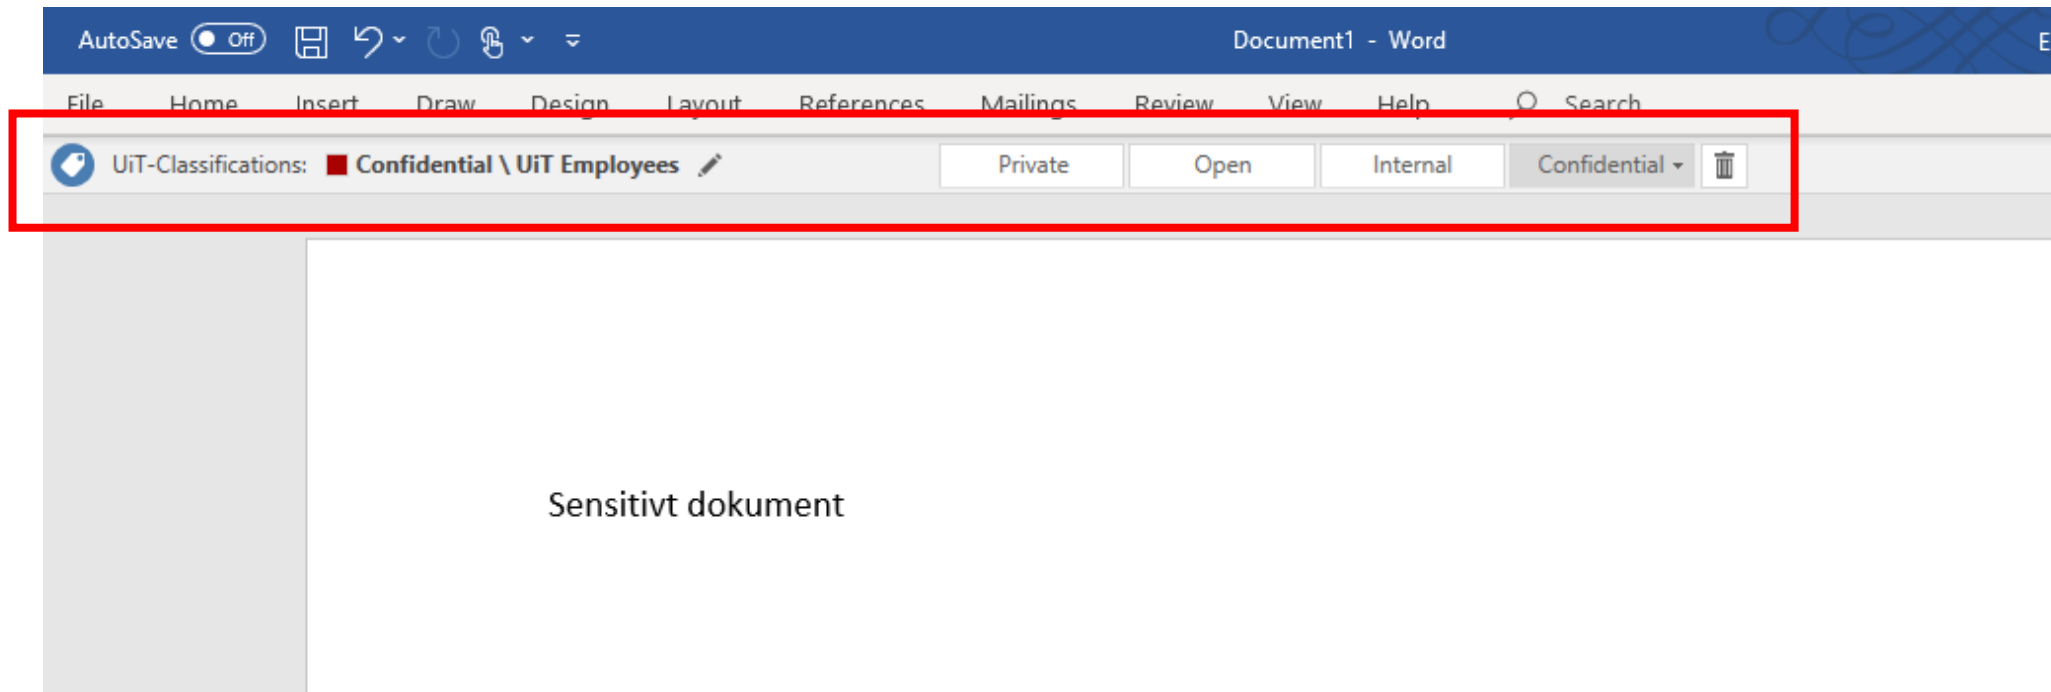 AutoSave Off Document1 - Word
File Home Insert Draw Design Layout References Mailings Review View Help Search
UiT-Classifications: Confidential \ UiT Employees Private Open Internal Confidential
Sensitivt dokument